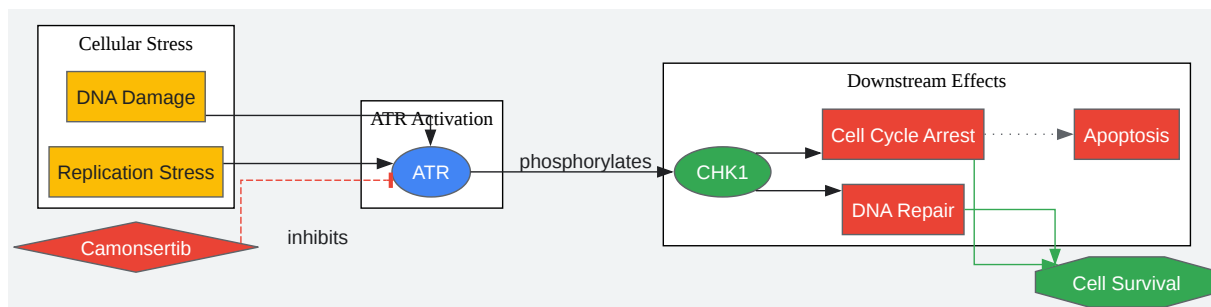 Cellular Stress
DNA Damage
Replication Stress
Camonsertib
inhibits
ATR Activation
ATR
phosphorylates
Downstream Effects
CHK1
Cell Cycle Arrest
Apoptosis
DNA Repair
Cell Survival